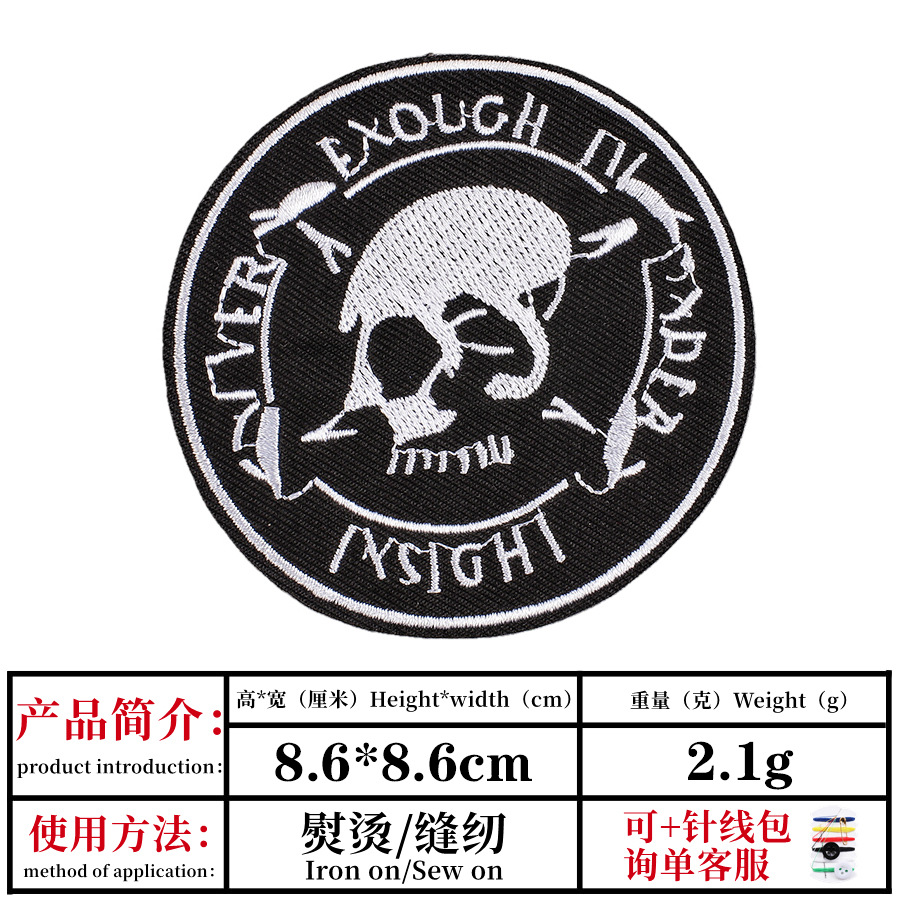 EXOUGH
INSIGHT
产品简介:
product introduction:
高*宽（厘米）Height*width（cm）
重量（克）Weight（g）
8.6*8.6cm
2.1g
使用方法:
method of application:
熨烫/缝纫
Iron on/Sew on
可+针线包
询单客服